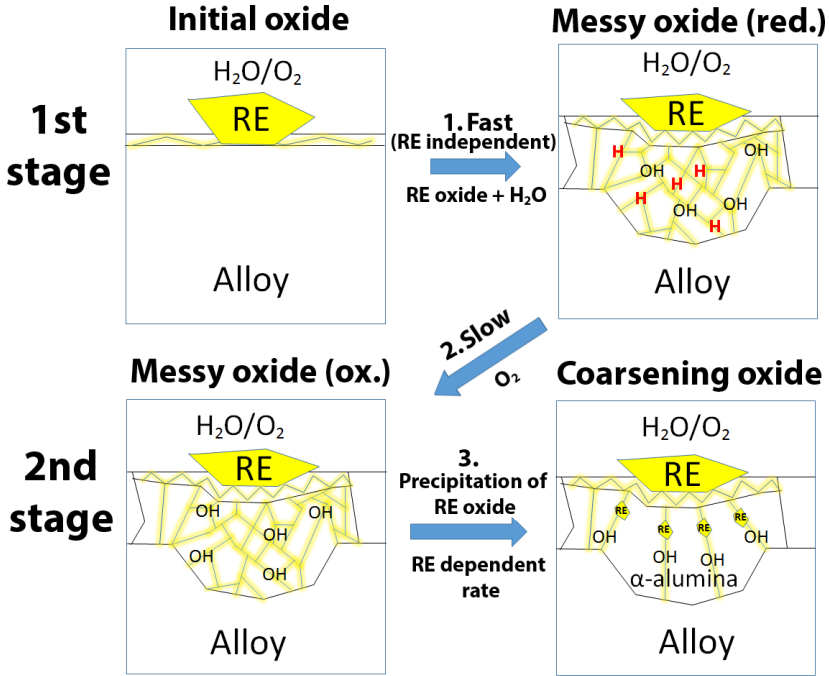 Initial oxide
Messy oxide (red.)
1st
stage
H₂O/O₂
RE
Alloy
1. Fast
(RE independent)
RE oxide + H₂O
H₂O/O₂
RE
H
OH
OH
H
H
H
OH
OH
H
Alloy
2. Slow
O₂
Messy oxide (ox.)
Coarsening oxide
2nd
stage
H₂O/O₂
RE
OH
OH
OH
OH
OH
Alloy
3.
Precipitation of
RE oxide
RE dependent
rate
H₂O/O₂
RE
RE
RE
RE
RE
OH
OH
OH
OH
α-alumina
Alloy